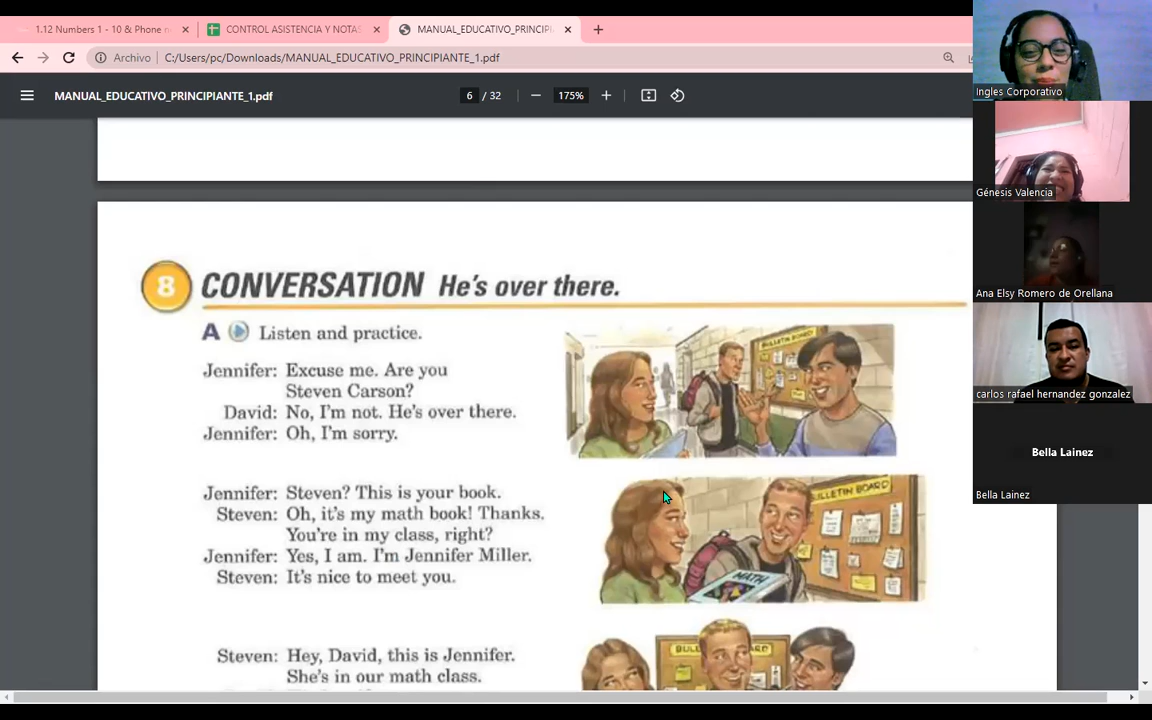 1.12 Numbers 1 - 10 & Phone n
CONTROL ASISTENCIA Y NOTAS
MANUAL_EDUCATIVO_PRINCIPI
Archivo
C:/Users/pc/Downloads/MANUAL_EDUCATIVO_PRINCIPIANTE_1.pdf
MANUAL_EDUCATIVO_PRINCIPIANTE_1.pdf
6 / 32
175%
8 CONVERSATION He's over there.
A Listen and practice.
Jennifer: Excuse me. Are you
Steven Carson?
David: No, I'm not. He's over there.
Jennifer: Oh, I'm sorry.
BULLETIN BOARD
Jennifer: Steven? This is your book.
Steven: Oh, it's my math book! Thanks.
You're in my class, right?
Jennifer: Yes, I am. I'm Jennifer Miller.
Steven: It's nice to meet you.
BULLETIN BOARD
MATH
Steven: Hey, David, this is Jennifer.
She's in our math class.
Ingles Corporativo
Génesis Valencia
Ana Elsy Romero de Orellana
carlos rafael hernandez gonzalez
Bella Lainez
Bella Lainez